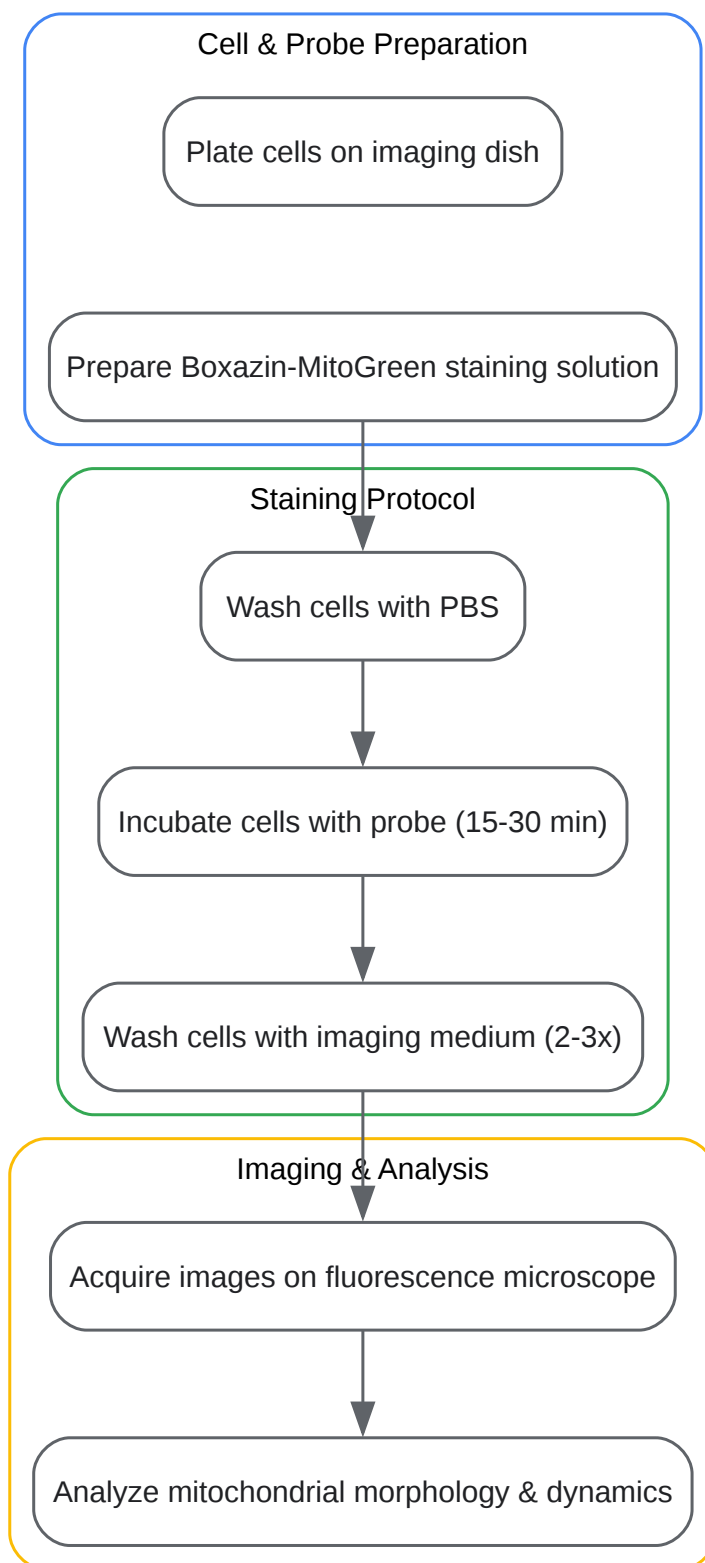 Cell & Probe Preparation
Plate cells on imaging dish
Prepare Boxazin-MitoGreen staining solution
Staining Protocol
Wash cells with PBS
Incubate cells with probe (15-30 min)
Wash cells with imaging medium (2-3x)
Imaging & Analysis
Acquire images on fluorescence microscope
Analyze mitochondrial morphology & dynamics